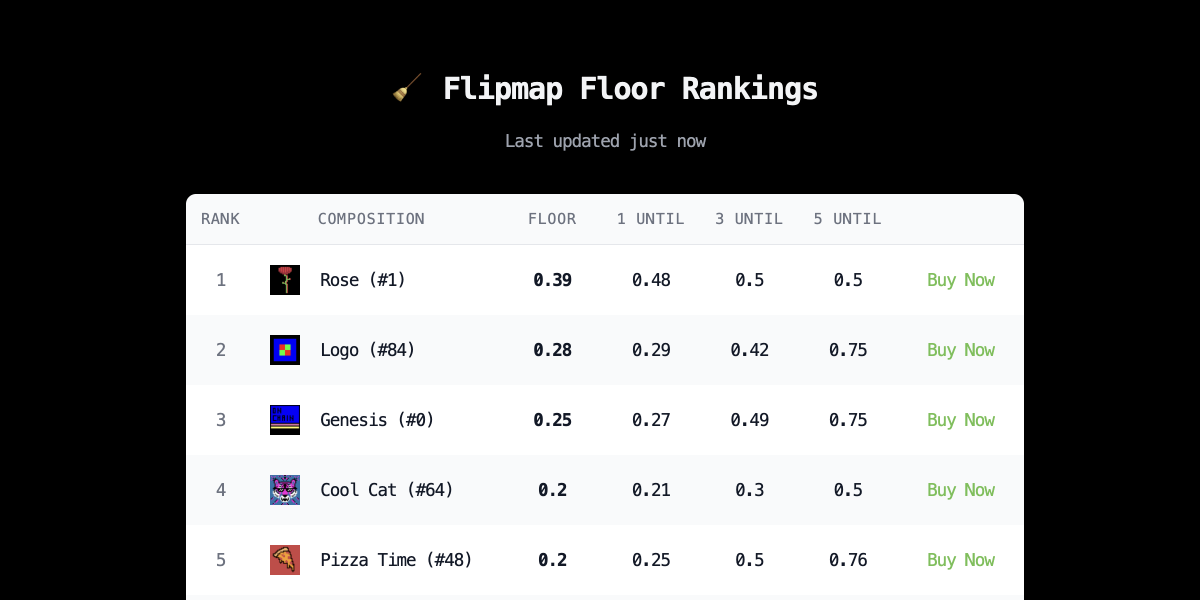 Flipmap Floor Rankings
Last updated just now
RANK COMPOSITION FLOOR 1 UNTIL 3 UNTIL 5 UNTIL
1 Rose (#1) 0.39 0.48 0.5 0.5 Buy Now
2 Logo (#84) 0.28 0.29 0.42 0.75 Buy Now
3 Genesis (#0) 0.25 0.27 0.49 0.75 Buy Now
4 Cool Cat (#64) 0.2 0.21 0.3 0.5 Buy Now
5 Pizza Time (#48) 0.2 0.25 0.5 0.76 Buy Now